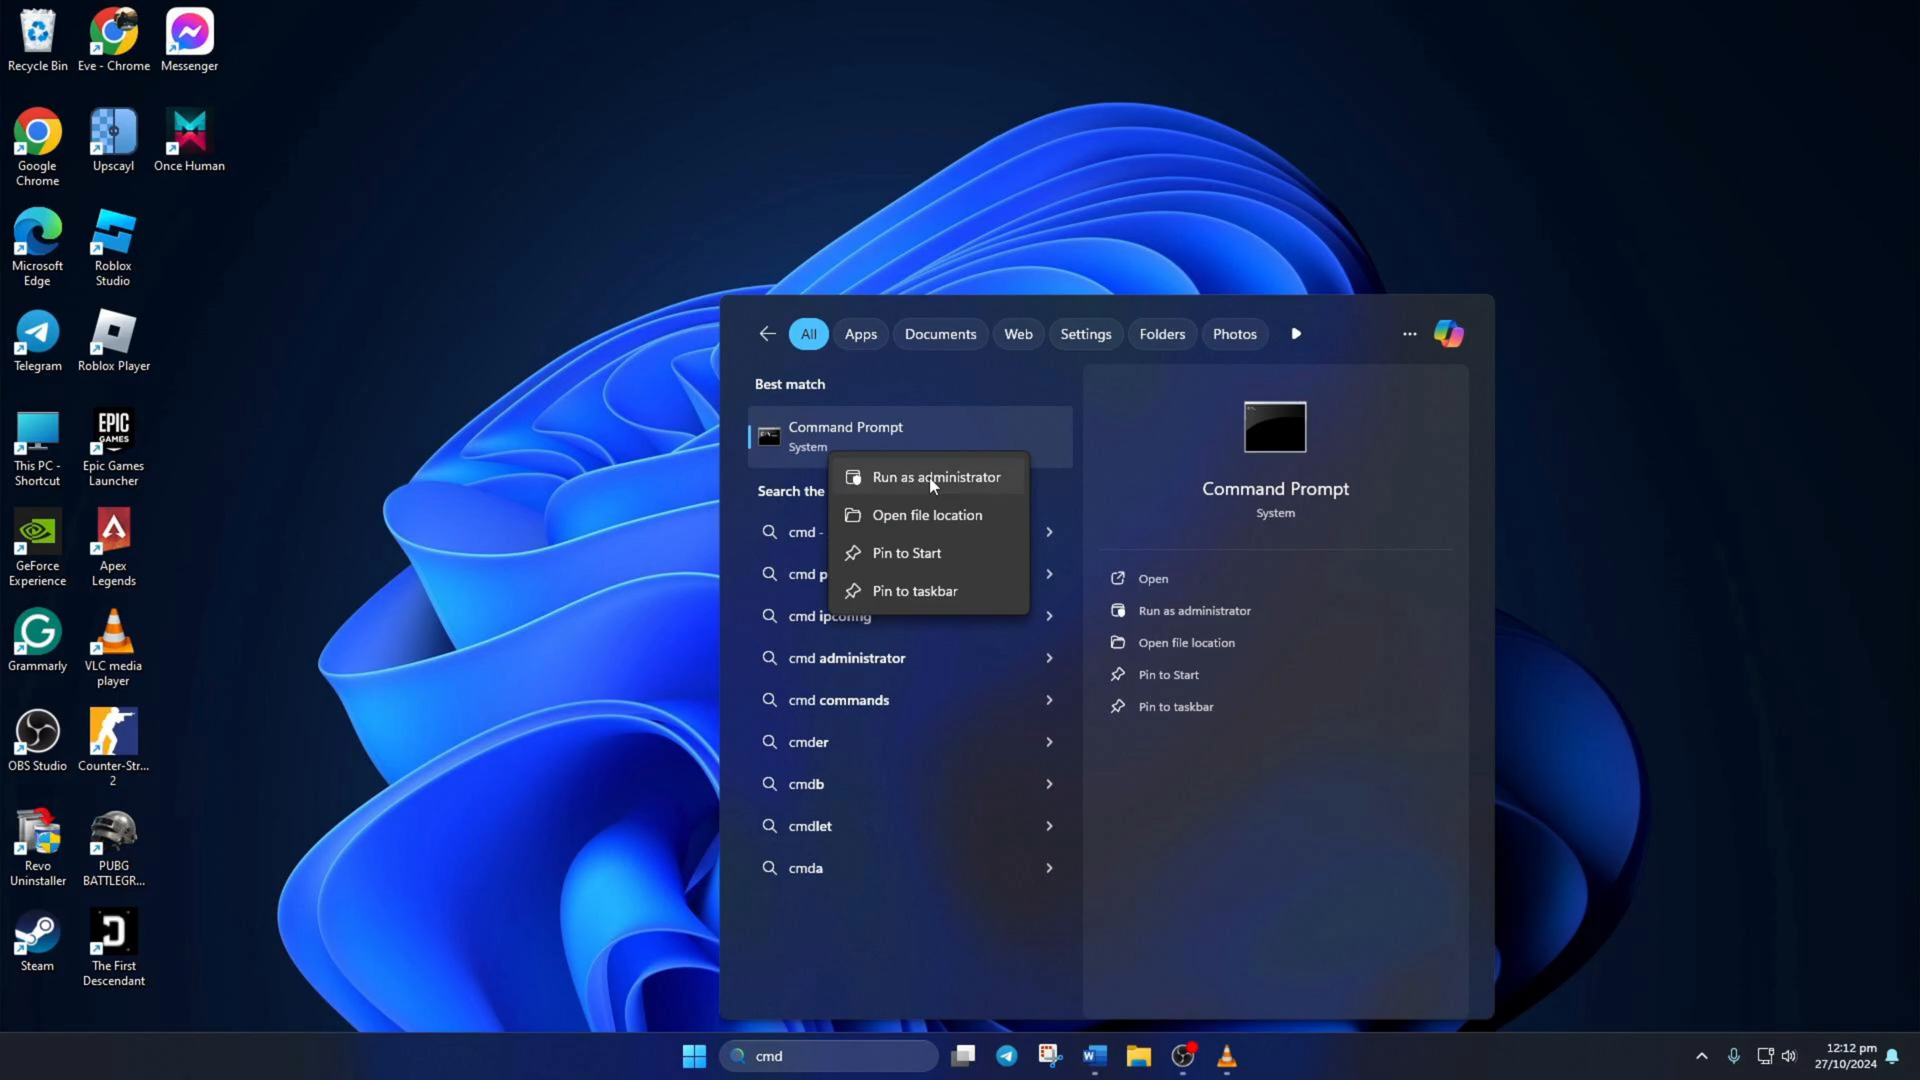 Recycle Bin
Eve - Chrome
Messenger
Google
Chrome
Upscayl
Once Human
Microsoft
Edge
Roblox
Studio
Telegram
Roblox Player
This PC -
Shortcut
EPIC
GAMES
Epic Games
Launcher
GeForce
Experience
Apex
Legends
Grammarly
VLC media
player
OBS Studio
Counter-Str...
2
Revo
Uninstaller
PUBG
BATTLEGR...
Steam
The First
Descendant
All
Apps
Documents
Web
Settings
Folders
Photos
Best match
Command Prompt
System
Run as administrator
Open file location
Pin to Start
Pin to taskbar
Search the
cmd -
cmd p
cmd ipconfig
cmd administrator
cmd commands
cmder
cmdb
cmdlet
cmda
Command Prompt
System
Open
Run as administrator
Open file location
Pin to Start
Pin to taskbar
cmd
12:12 pm
27/10/2024